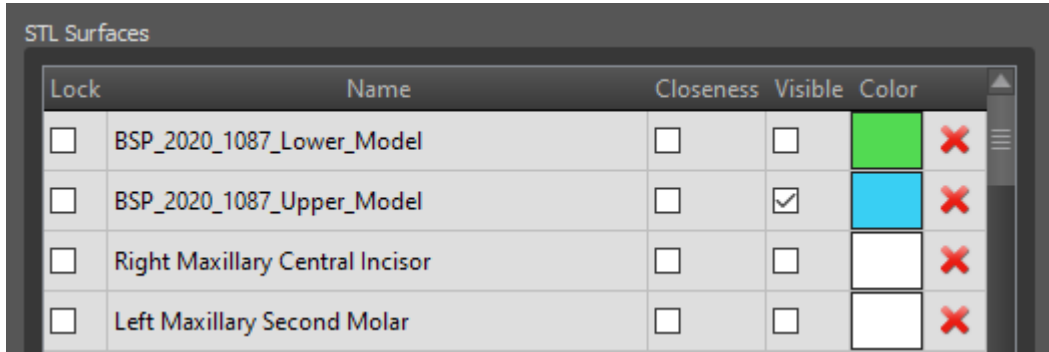 STL Surfaces
Lock Name Closeness Visible Color
BSP_2020_1087_Lower_Model
BSP_2020_1087_Upper_Model
Right Maxillary Central Incisor
Left Maxillary Second Molar